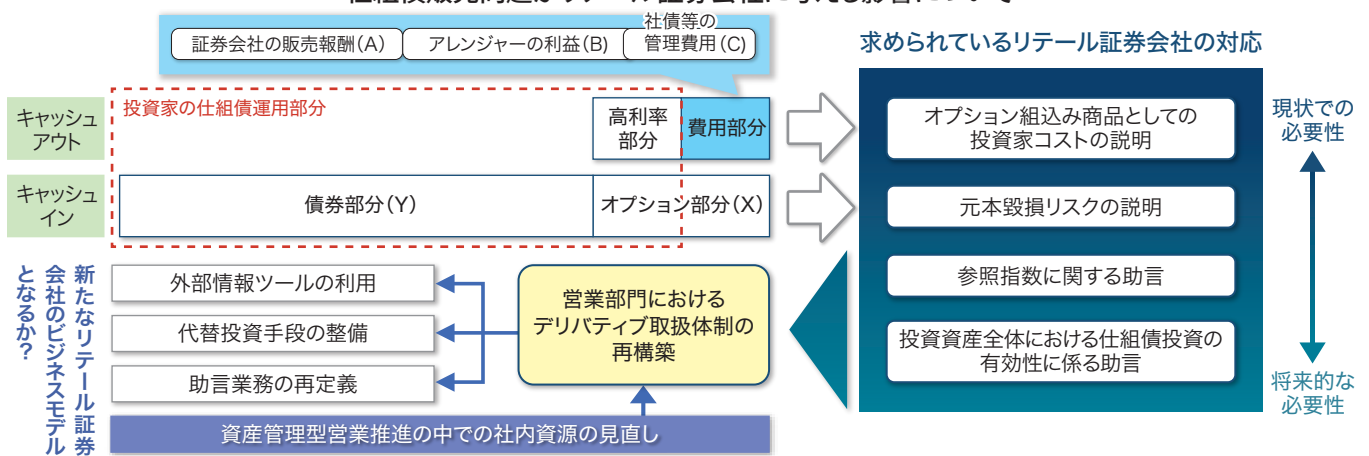 社債等の
証券会社の販売報酬(A)
アレンジャーの利益(B)
管理費用(C)
求められているリテール証券会社の対応
キャッシュ
アウト
投資家の仕組債運用部分
高利率
部分
費用部分
キャッシュ
イン
債券部分(Y)
オプション部分(X)
オプション組込み商品としての
投資家コストの説明
元本毀損リスクの説明
参照指数に関する助言
投資資産全体における仕組債投資の
有効性に係る助言
現状での
必要性
将来的な
必要性
新たなリテール証券
会社のビジネスモデル
となるか?
外部情報ツールの利用
代替投資手段の整備
助言業務の再定義
営業部門における
デリバティブ取扱体制の
再構築
資産管理型営業推進の中での社内資源の見直し